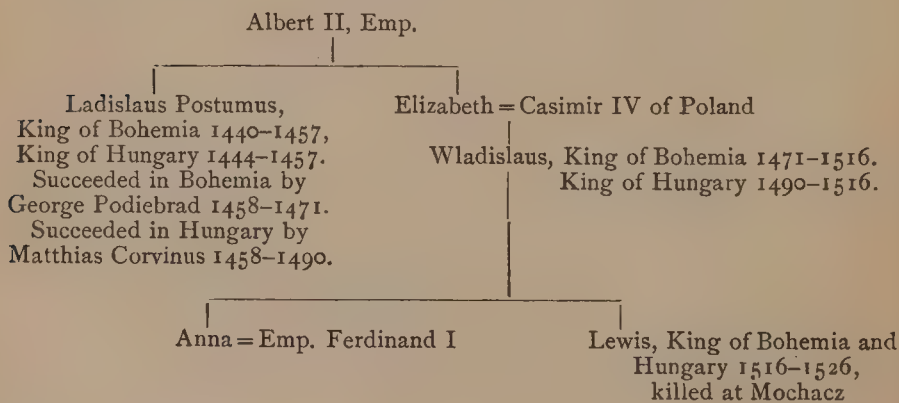 Albert II, Emp.
Ladislaus Postumus,
King of Bohemia 1440–1457,
King of Hungary 1444–1457.
Succeeded in Bohemia by
George Podiebrad 1458–1471.
Succeeded in Hungary by
Matthias Corvinus 1458–1490.
Elizabeth = Casimir IV of Poland
Wladislaus, King of Bohemia 1471–1516.
King of Hungary 1490–1516.
Anna = Emp. Ferdinand I
Lewis, King of Bohemia and
Hungary 1516–1526,
killed at Mochacz